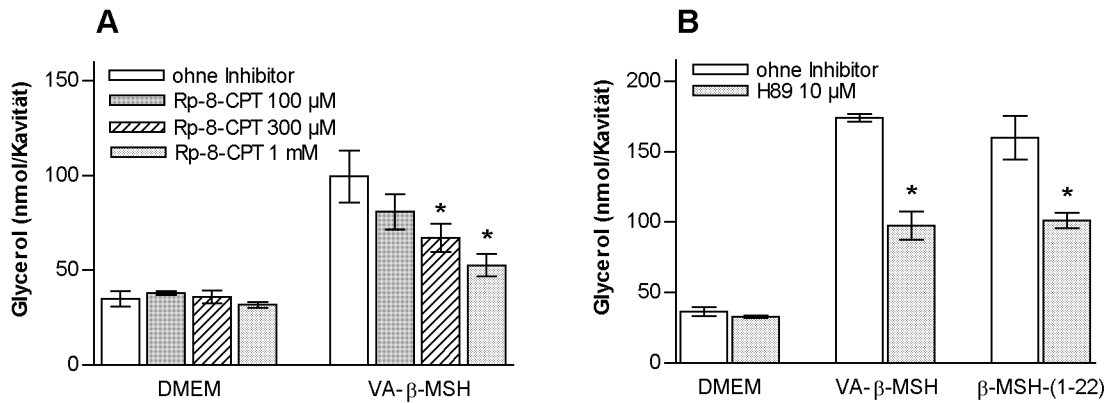 A
Glycerol (nmol/Kavität)
150
100
50
0
ohne Inhibitor
Rp-8-CPT 100 µM
Rp-8-CPT 300 µM
Rp-8-CPT 1 mM
*
*
DMEM
VA-β-MSH
B
Glycerol (nmol/Kavität)
200
150
100
50
0
ohne Inhibitor
H89 10 µM
*
*
DMEM
VA-β-MSH
β-MSH-(1-22)